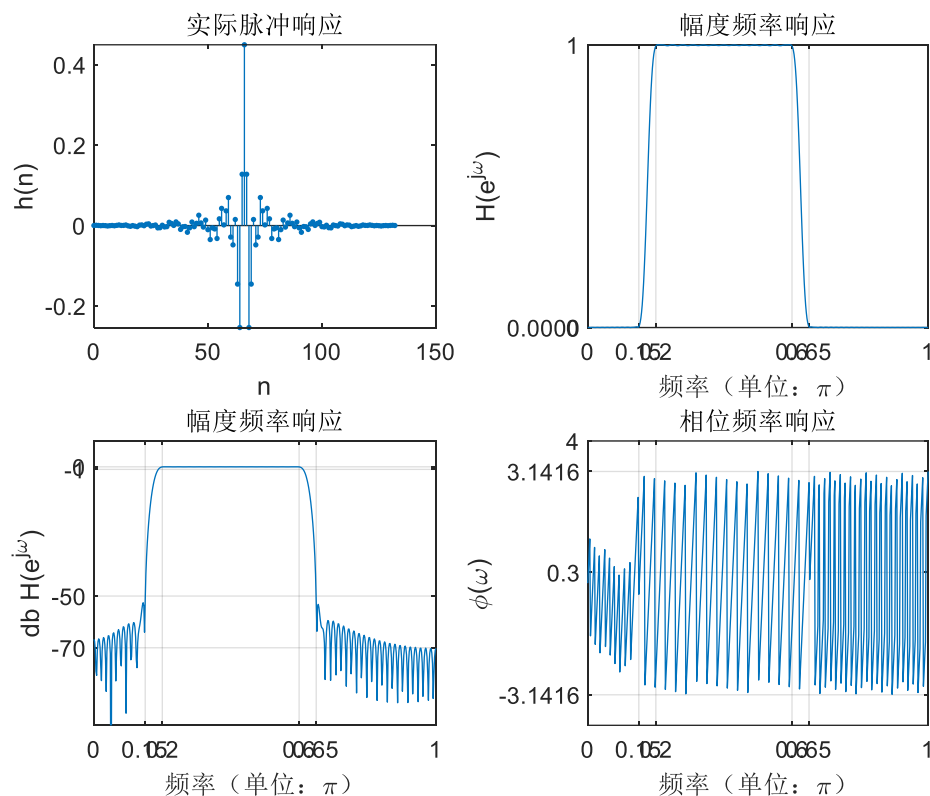 实际脉冲响应
0.4
0.2
0
-0.2
h(n)
0 50 100 150
n
幅度频率响应
1
H(e^{jω})
0 0.15 0.2 0.6 0.65 1
频率（单位：π）
幅度频率响应
0
-50
-70
db H(e^{jω})
0 0.15 0.2 0.6 0.65 1
频率（单位：π）
相位频率响应
4
3.1416
0.3
-3.1416
ϕ(ω)
0 0.15 0.2 0.6 0.65 1
频率（单位：π）